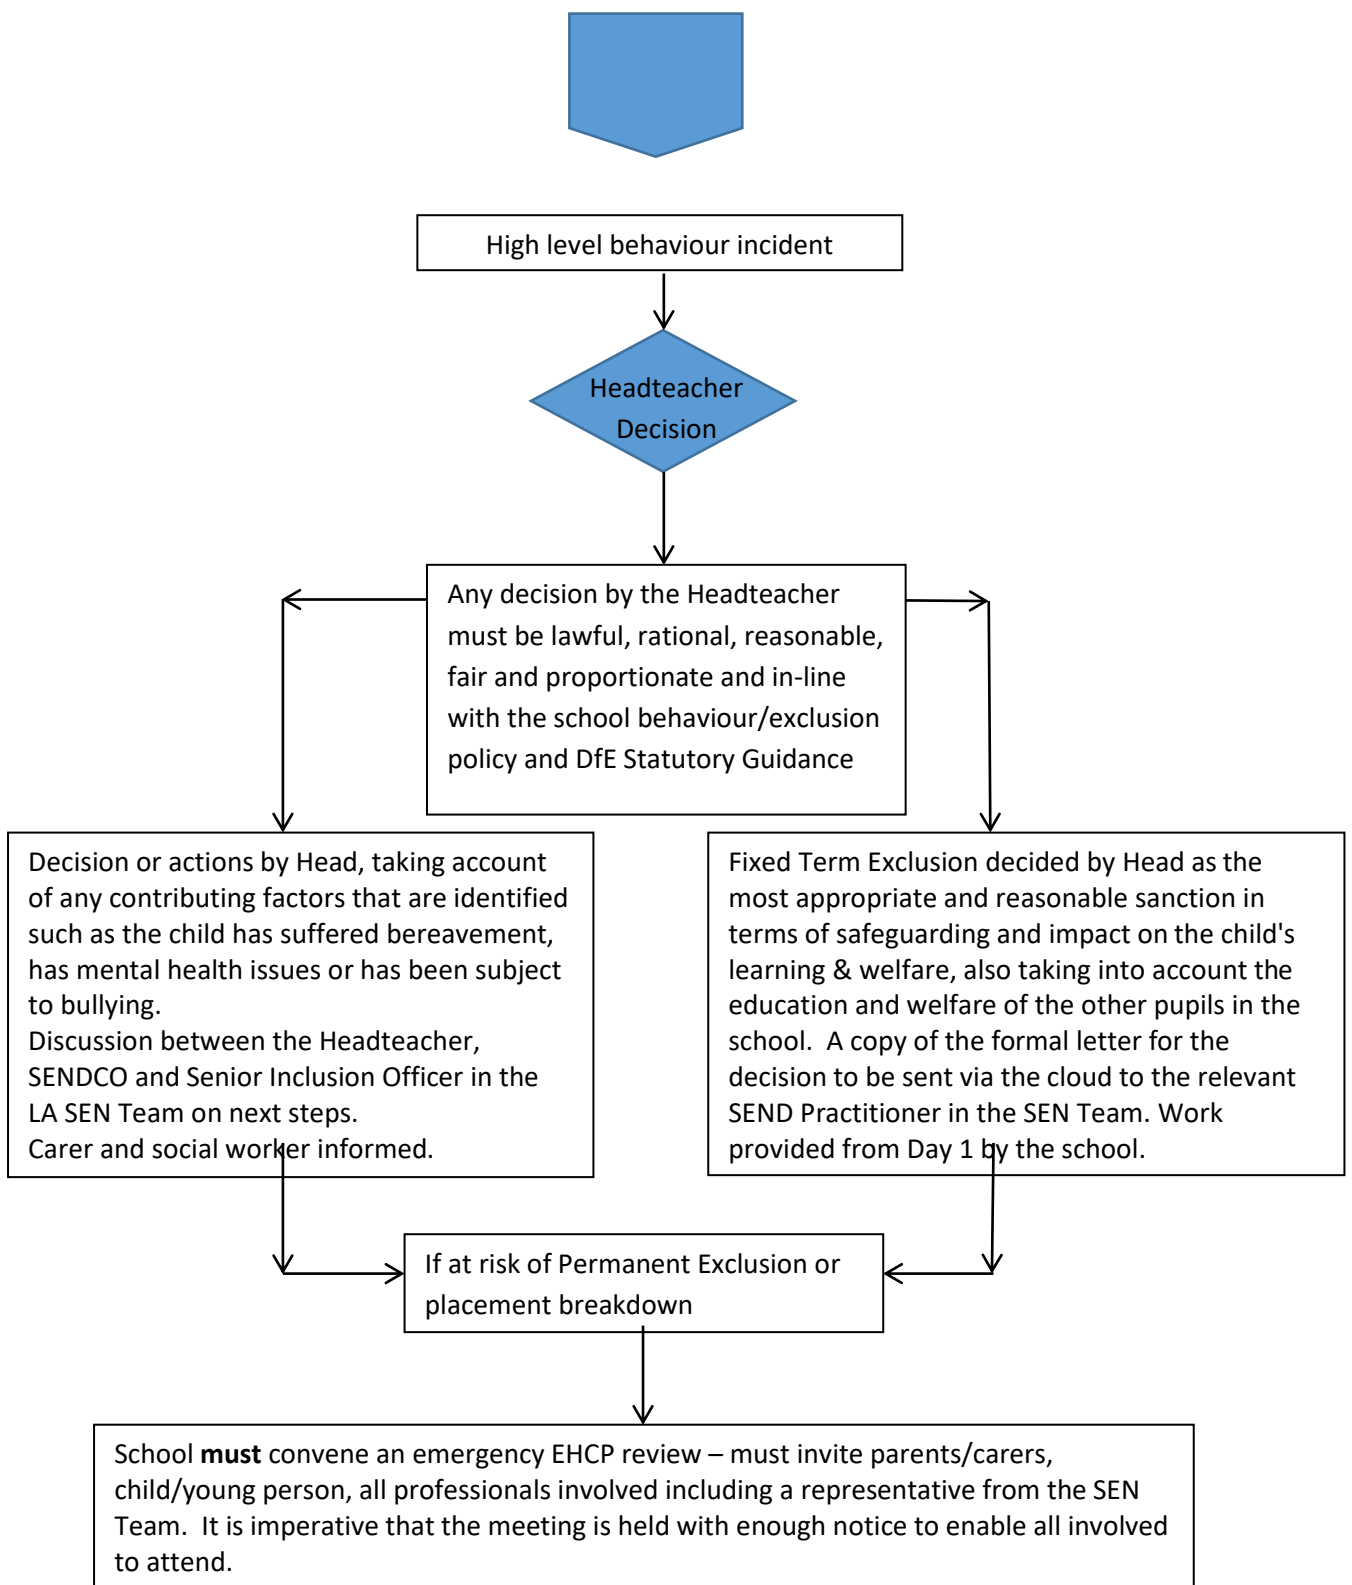 High level behaviour incident
Headteacher
Decision
Any decision by the Headteacher
must be lawful, rational, reasonable,
fair and proportionate and in-line
with the school behaviour/exclusion
policy and DfE Statutory Guidance
Decision or actions by Head, taking account
of any contributing factors that are identified
such as the child has suffered bereavement,
has mental health issues or has been subject
to bullying.
Discussion between the Headteacher,
SENDCO and Senior Inclusion Officer in the
LA SEN Team on next steps.
Carer and social worker informed.
Fixed Term Exclusion decided by Head as the
most appropriate and reasonable sanction in
terms of safeguarding and impact on the child's
learning & welfare, also taking into account the
education and welfare of the other pupils in the
school.  A copy of the formal letter for the
decision to be sent via the cloud to the relevant
SEND Practitioner in the SEN Team. Work
provided from Day 1 by the school.
If at risk of Permanent Exclusion or
placement breakdown
School must convene an emergency EHCP review – must invite parents/carers,
child/young person, all professionals involved including a representative from the SEN
Team.  It is imperative that the meeting is held with enough notice to enable all involved
to attend.